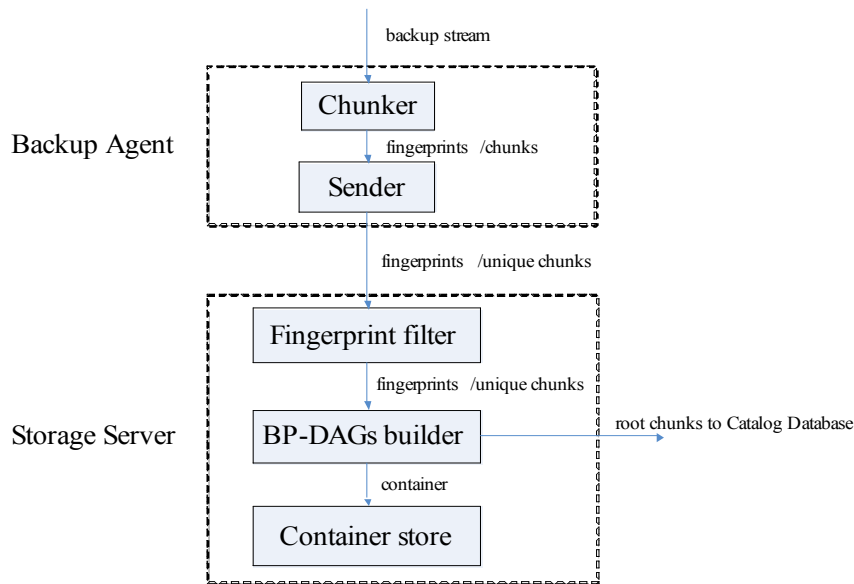 backup stream
Chunker
Backup Agent
fingerprints /chunks
Sender
fingerprints /unique chunks
Fingerprint filter
fingerprints /unique chunks
Storage Server
BP-DAGs builder
root chunks to Catalog Database
container
Container store